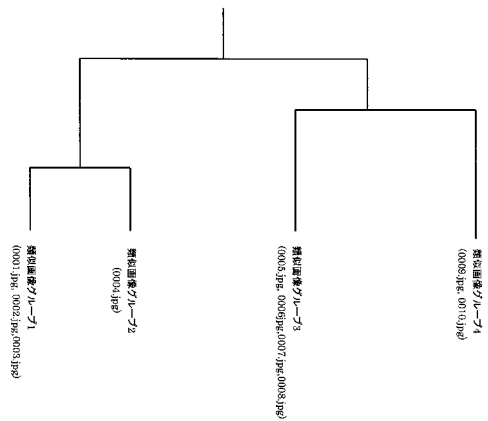 類似画像グループ1
(0001.jpg, 0002.jpg,0003.jpg)
類似画像グループ2
(0004.jpg)
類似画像グループ3
(0005.jpg, 0006jpg,0007.jpg,0008.jpg)
類似画像グループ4
(0009.jpg, 0010.jpg)